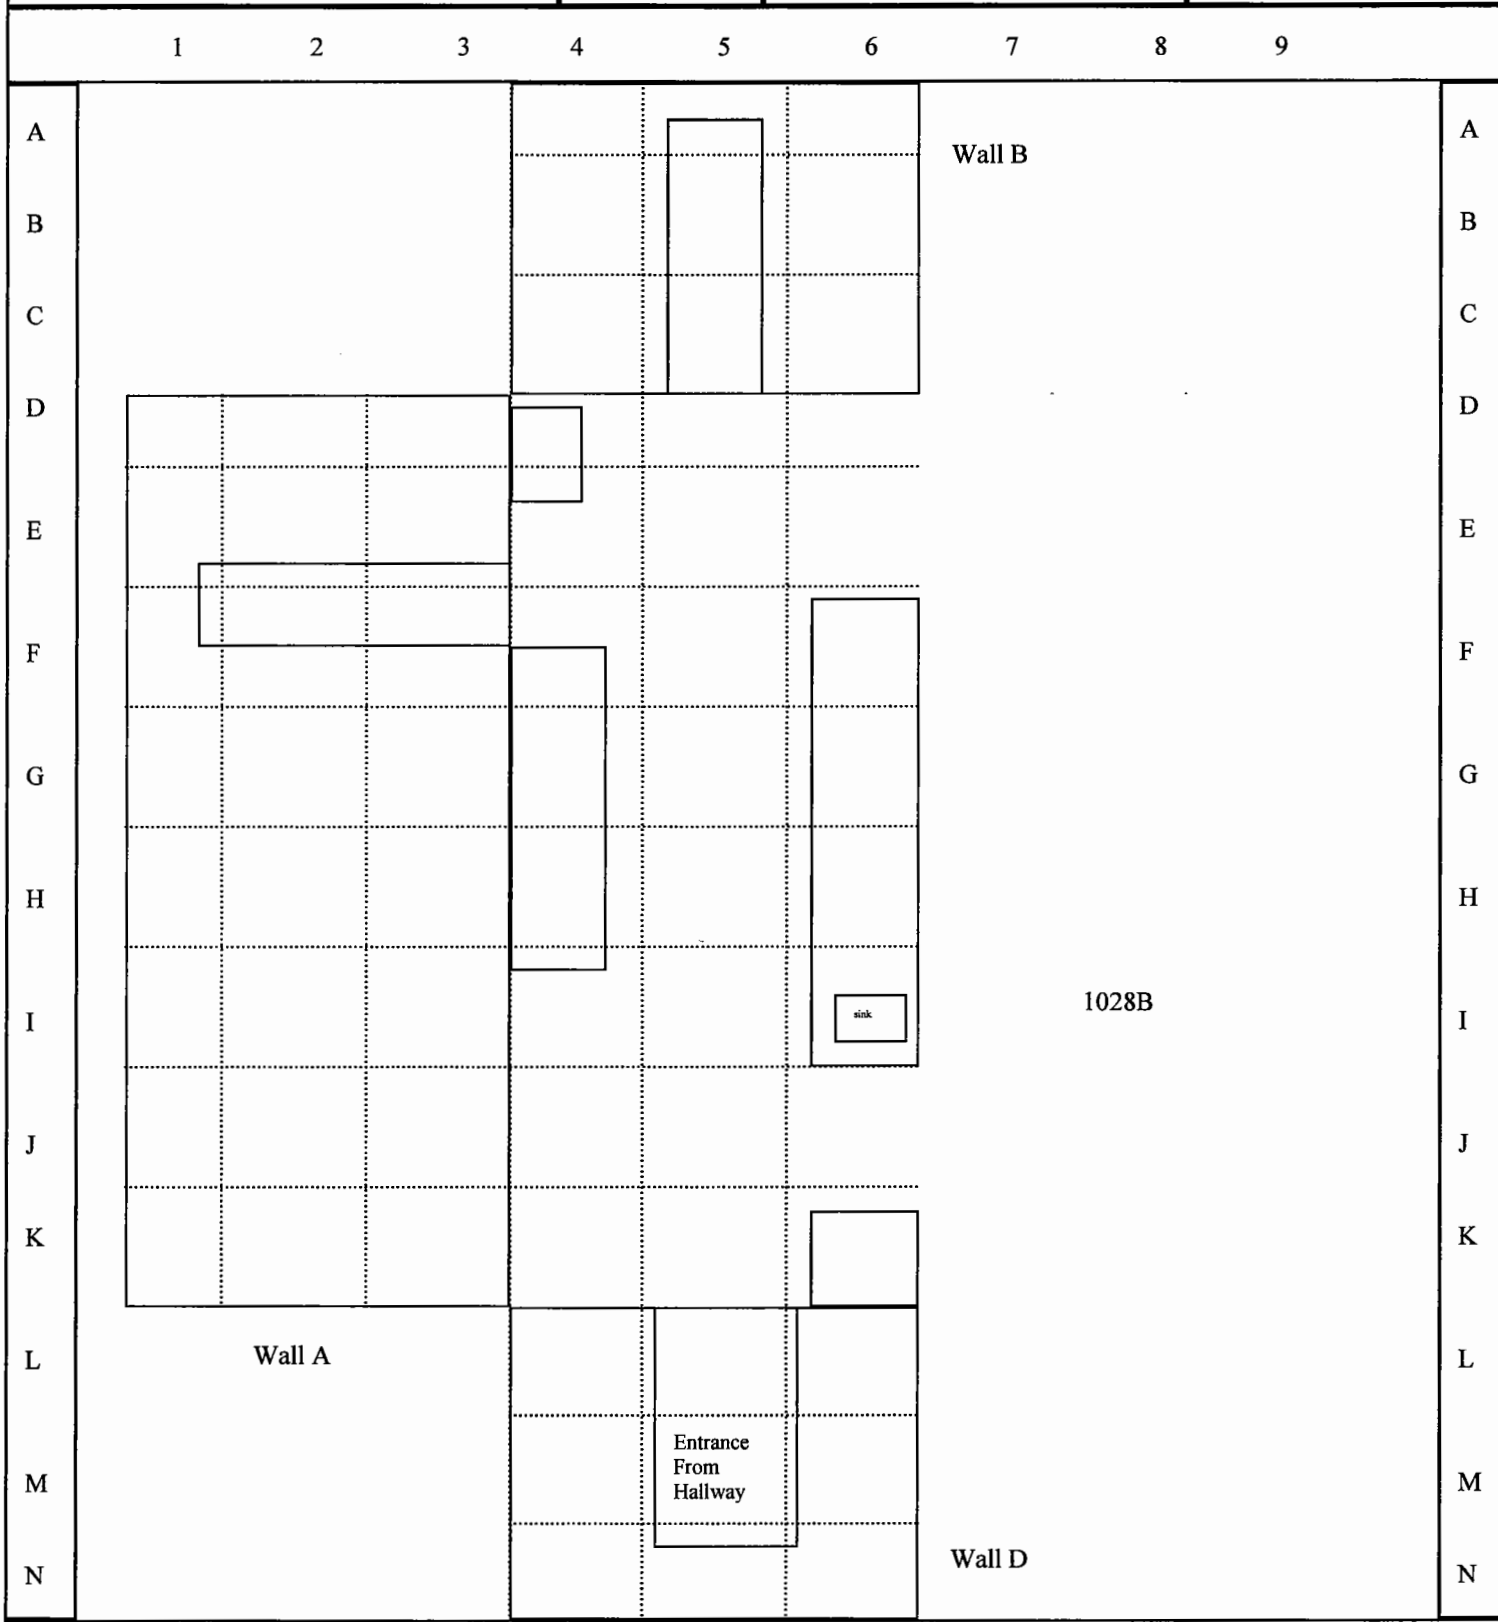 1 2 3 4 5 6 7 8 9
A A
Wall B
B B
C C
D D
E E
F F
G G
H H
I sink 1028B I
J J
K K
L Wall A L
Entrance
From
Hallway
M M
Wall D
N N